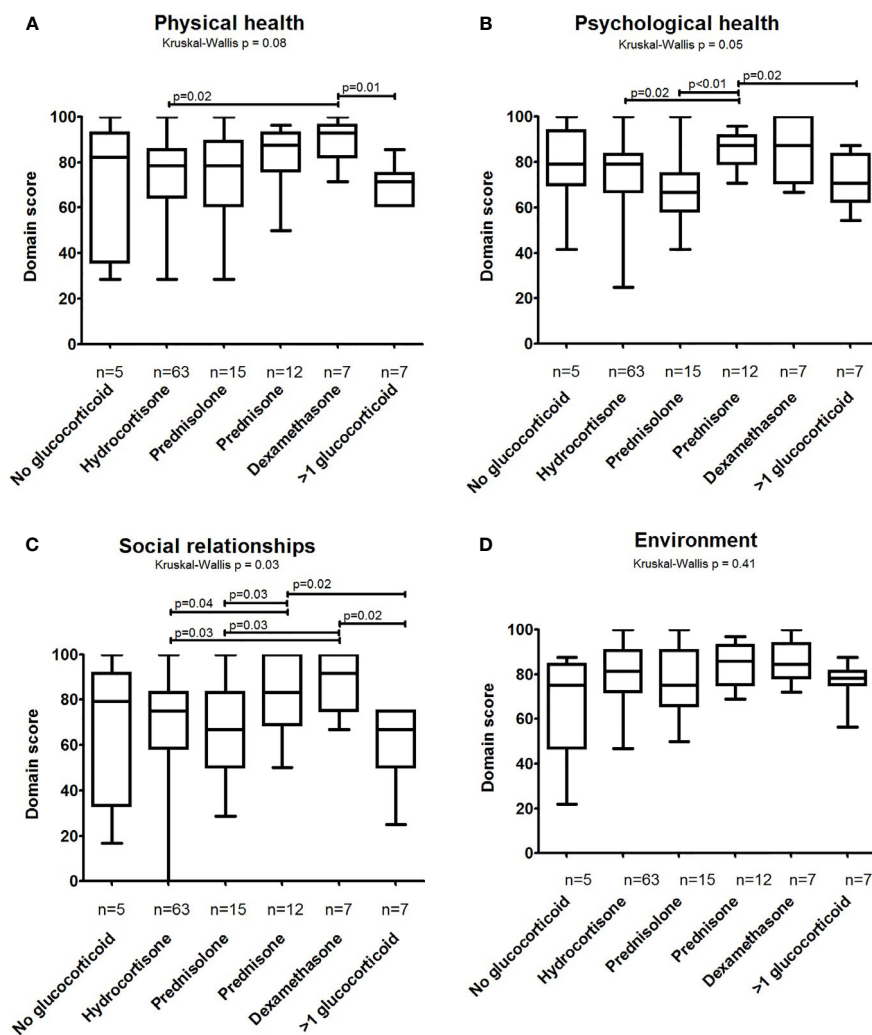 A
Physical health
Kruskal-Wallis p = 0.08
p=0.02
p=0.01
Domain score
100
80
60
40
20
0
n=5
n=63
n=15
n=12
n=7
n=7
No glucocorticoid
Hydrocortisone
Prednisolone
Prednisone
Dexamethasone
>1 glucocorticoid
B
Psychological health
Kruskal-Wallis p = 0.05
p=0.02
p<0.01
p=0.02
Domain score
100
80
60
40
20
0
n=5
n=63
n=15
n=12
n=7
n=7
No glucocorticoid
Hydrocortisone
Prednisolone
Prednisone
Dexamethasone
>1 glucocorticoid
C
Social relationships
Kruskal-Wallis p = 0.03
p=0.02
p=0.03
p=0.04
p=0.02
p=0.03
p=0.03
Domain score
100
80
60
40
20
0
n=5
n=63
n=15
n=12
n=7
n=7
No glucocorticoid
Hydrocortisone
Prednisolone
Prednisone
Dexamethasone
>1 glucocorticoid
D
Environment
Kruskal-Wallis p = 0.41
Domain score
100
80
60
40
20
0
n=5
n=63
n=15
n=12
n=7
n=7
No glucocorticoid
Hydrocortisone
Prednisolone
Prednisone
Dexamethasone
>1 glucocorticoid